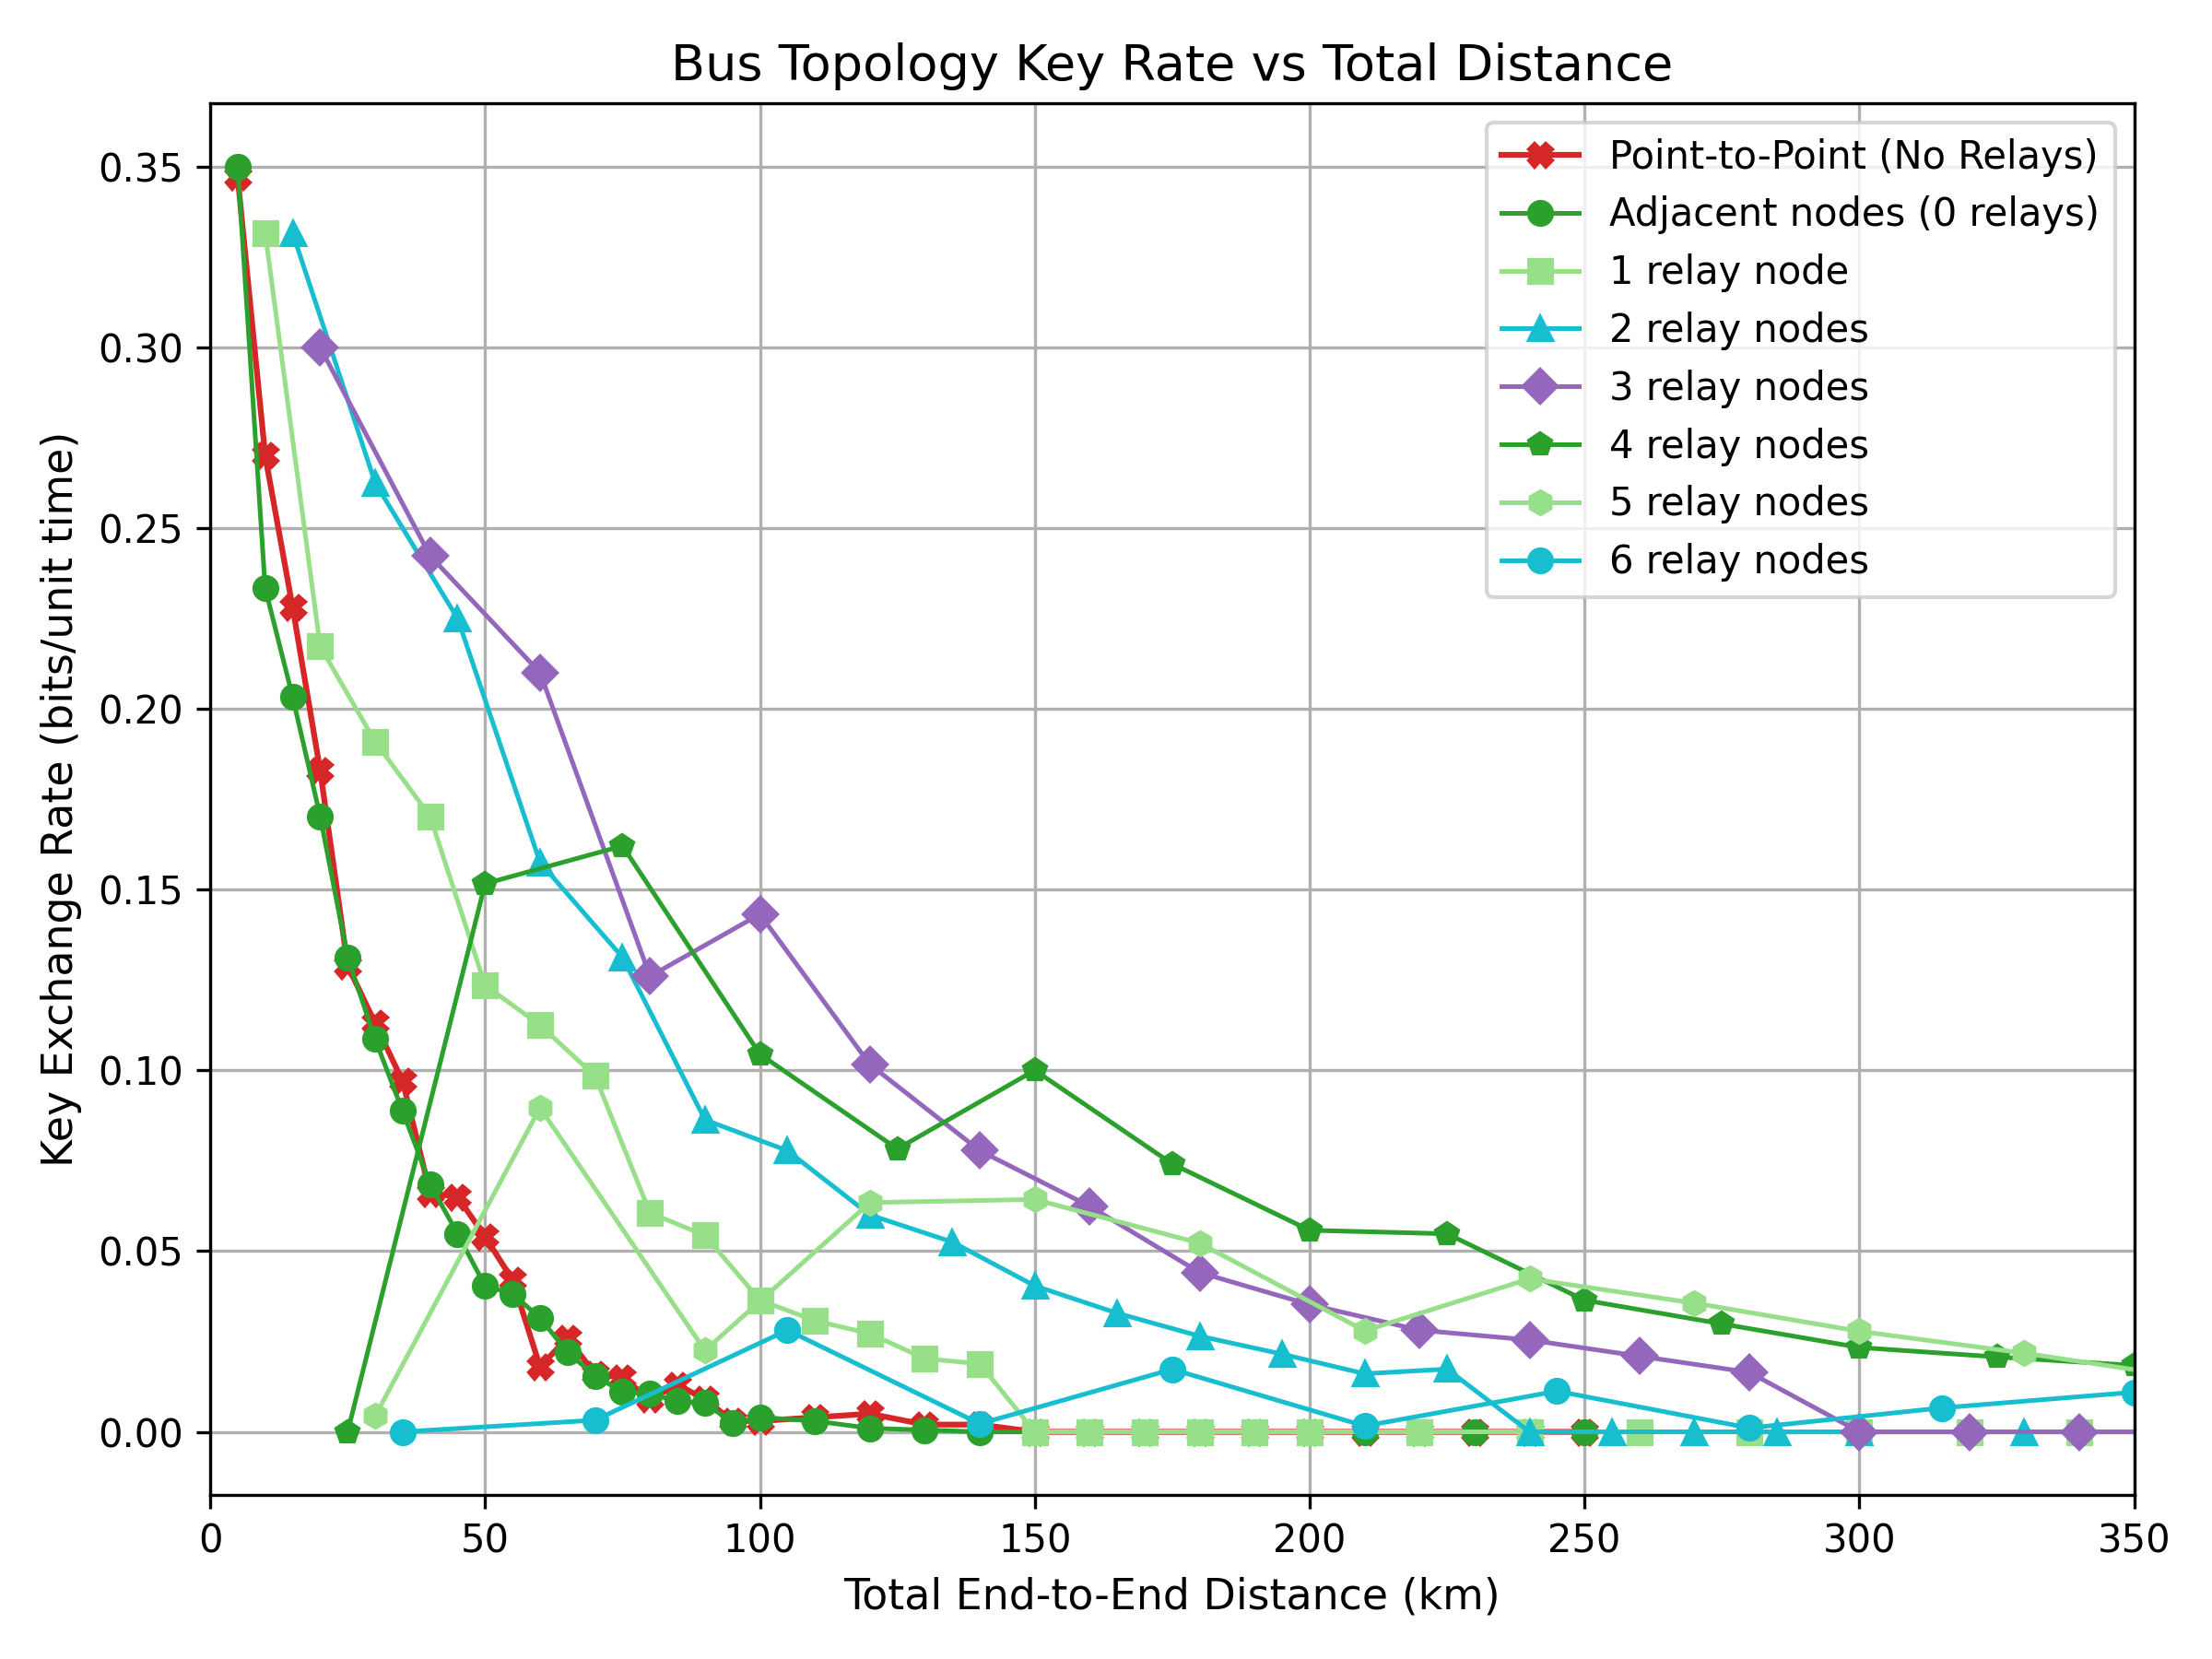 Bus Topology Key Rate vs Total Distance
Key Exchange Rate (bits/unit time)
0.35
0.30
0.25
0.20
0.15
0.10
0.05
0.00
Point-to-Point (No Relays)
Adjacent nodes (0 relays)
1 relay node
2 relay nodes
3 relay nodes
4 relay nodes
5 relay nodes
6 relay nodes
0 50 100 150 200 250 300 350
Total End-to-End Distance (km)